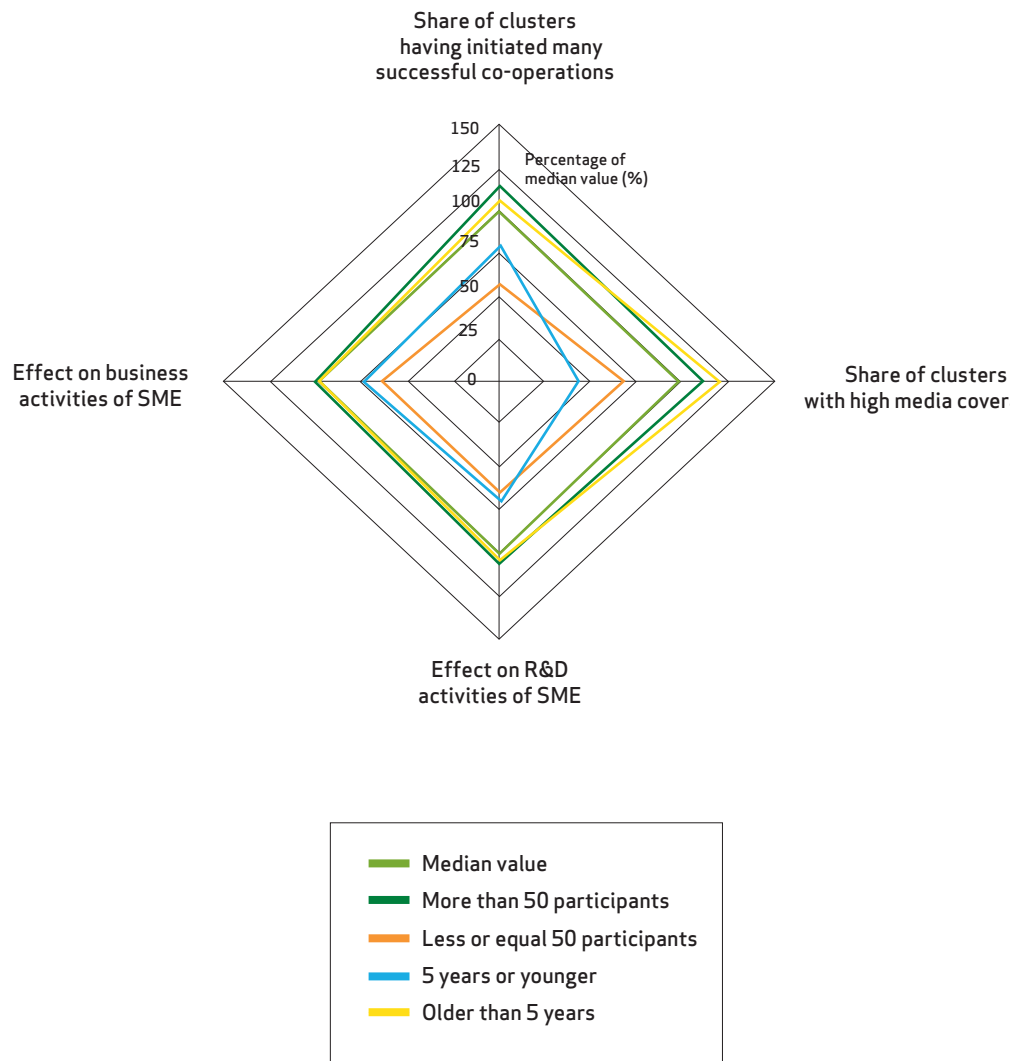 Share of clusters
having initiated many
successful co-operations
150
125
100
75
50
25
0
Percentage of
median value (%)
Effect on business
activities of SME
Share of clusters
with high media cover
Effect on R&D
activities of SME
Median value
More than 50 participants
Less or equal 50 participants
5 years or younger
Older than 5 years